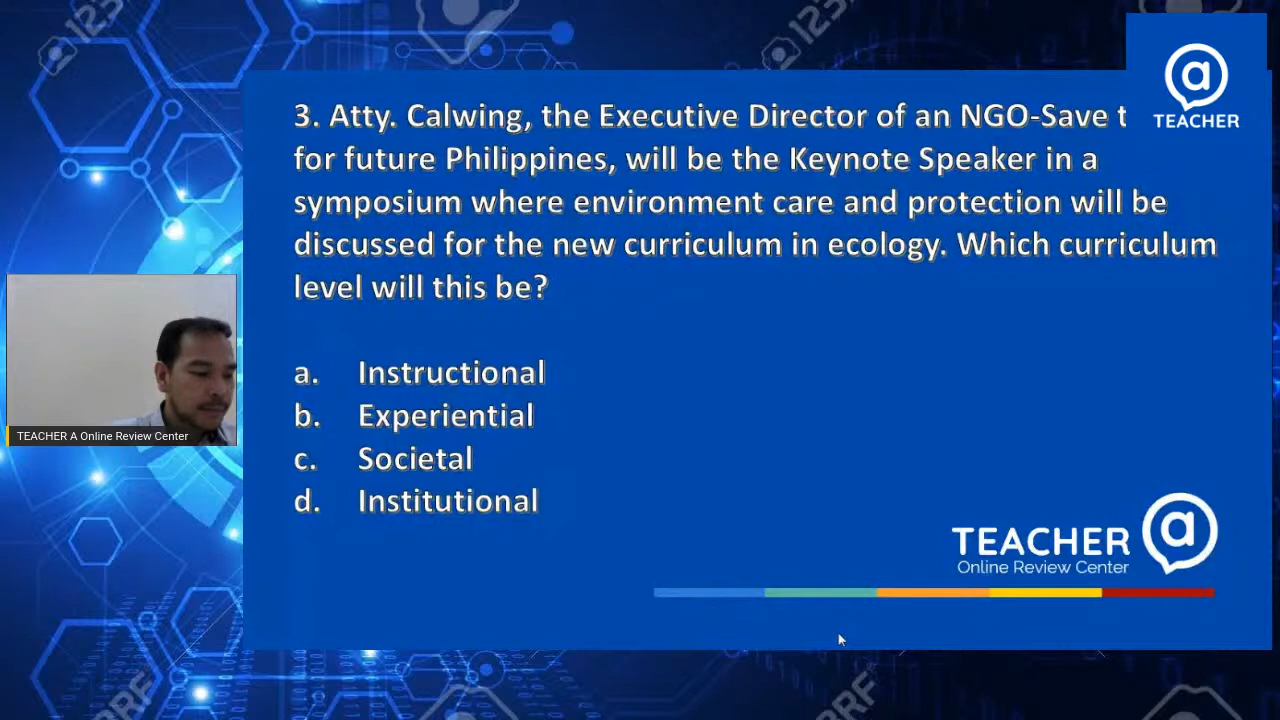 3. Atty. Calwing, the Executive Director of an NGO-Save t
TEACHER
for future Philippines, will be the Keynote Speaker in a
symposium where environment care and protection will be
discussed for the new curriculum in ecology. Which curriculum
level will this be?
a. Instructional
b. Experiential
c. Societal
d. Institutional
TEACHER A Online Review Center
TEACHER
Online Review Center